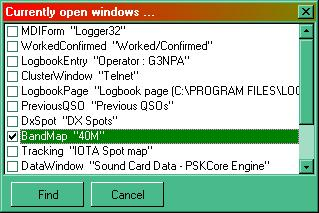 Currently open windows ...
MDIForm "Logger32"
WorkedConfirmed "Worked/Confirmed"
LogbookEntry "Operator : G3NPA"
ClusterWindow "Telnet"
LogbookPage "Logbook page (C:\PROGRAM FILES\LOG
PreviousQSO "Previous QSOs"
DxSpot "DX Spots"
BandMap "40M"
Tracking "IOTA Spot map"
DataWindow "Sound Card Data - PSKCore Engine"
Find
Cancel